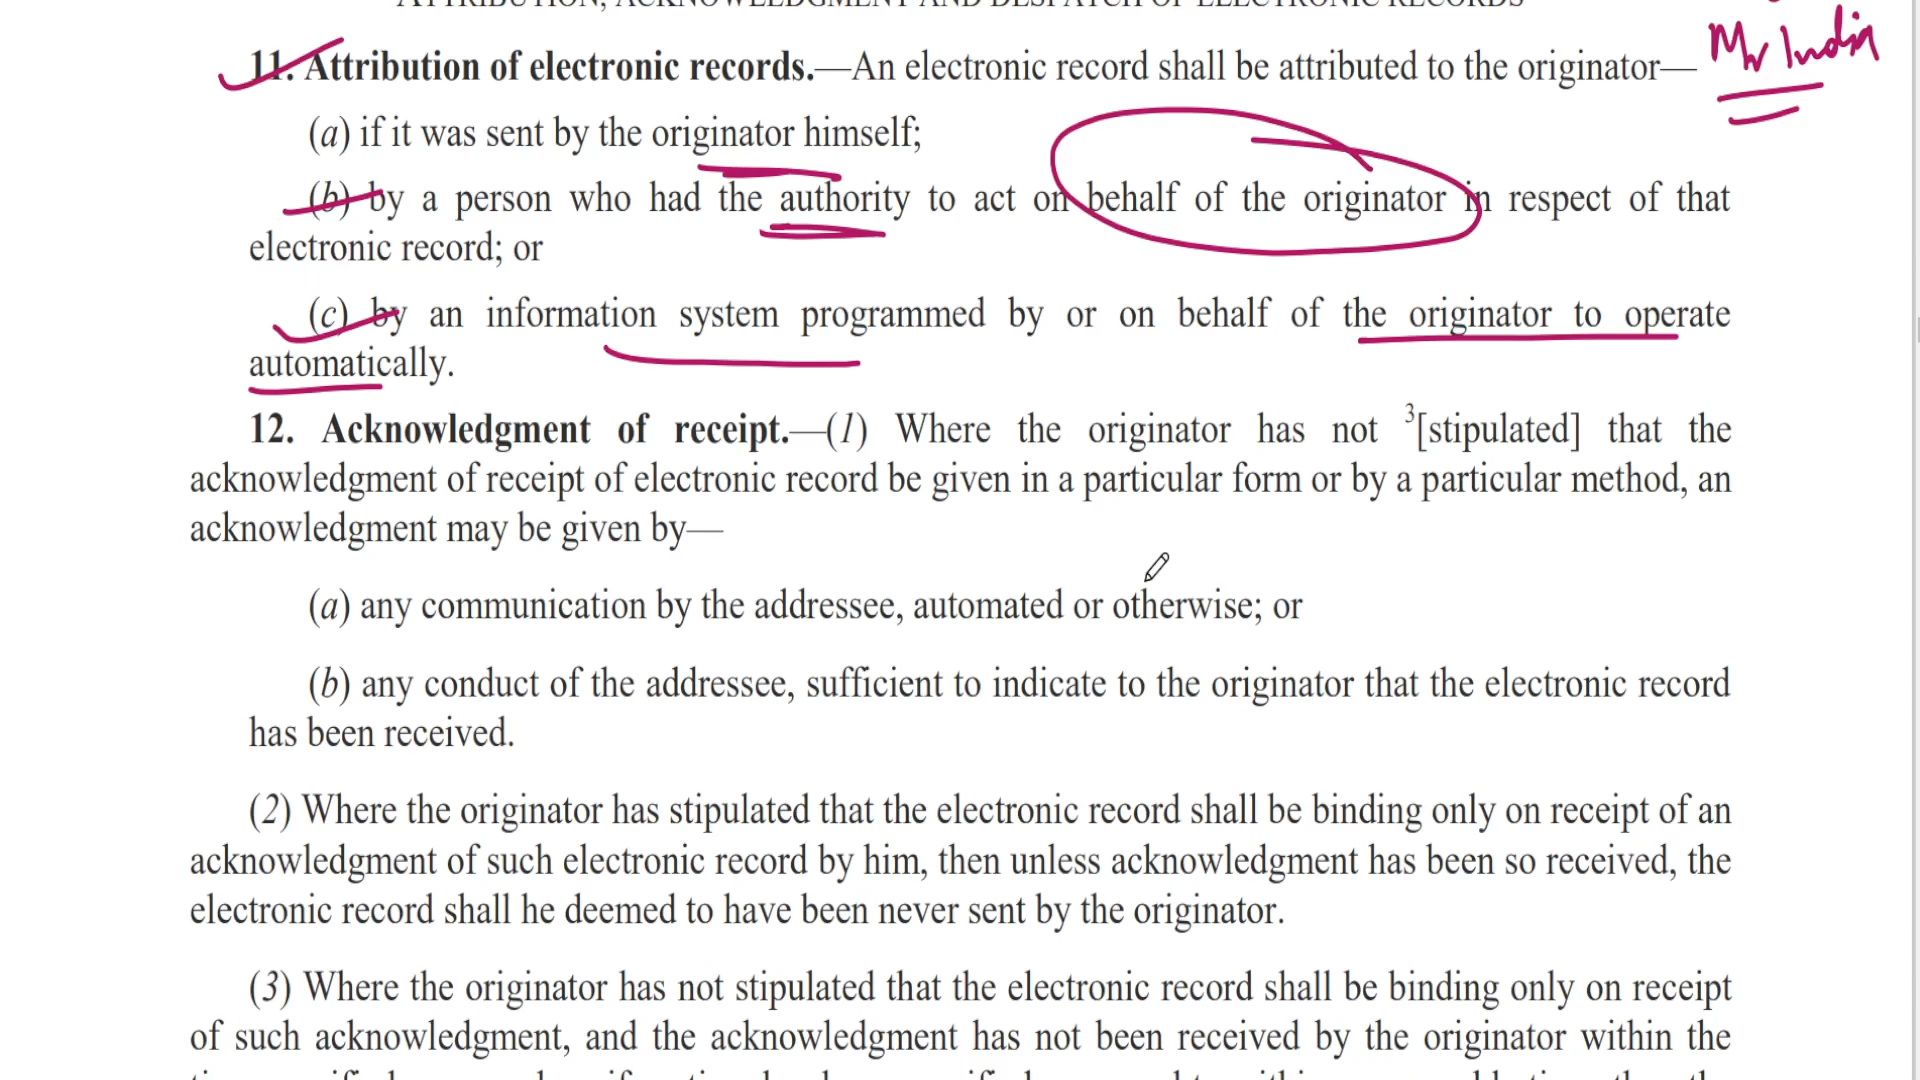 ATTRIBUTION, ACKNOWLEDGMENT AND DESPATCH OF ELECTRONIC RECORDS
Mr India
11. Attribution of electronic records.—An electronic record shall be attributed to the originator—
(a) if it was sent by the originator himself;
(b) by a person who had the authority to act on behalf of the originator in respect of that
electronic record; or
(c) by an information system programmed by or on behalf of the originator to operate
automatically.
12. Acknowledgment of receipt.—(1) Where the originator has not 3[stipulated] that the
acknowledgment of receipt of electronic record be given in a particular form or by a particular method, an
acknowledgment may be given by—
(a) any communication by the addressee, automated or otherwise; or
(b) any conduct of the addressee, sufficient to indicate to the originator that the electronic record
has been received.
(2) Where the originator has stipulated that the electronic record shall be binding only on receipt of an
acknowledgment of such electronic record by him, then unless acknowledgment has been so received, the
electronic record shall he deemed to have been never sent by the originator.
(3) Where the originator has not stipulated that the electronic record shall be binding only on receipt
of such acknowledgment, and the acknowledgment has not been received by the originator within the